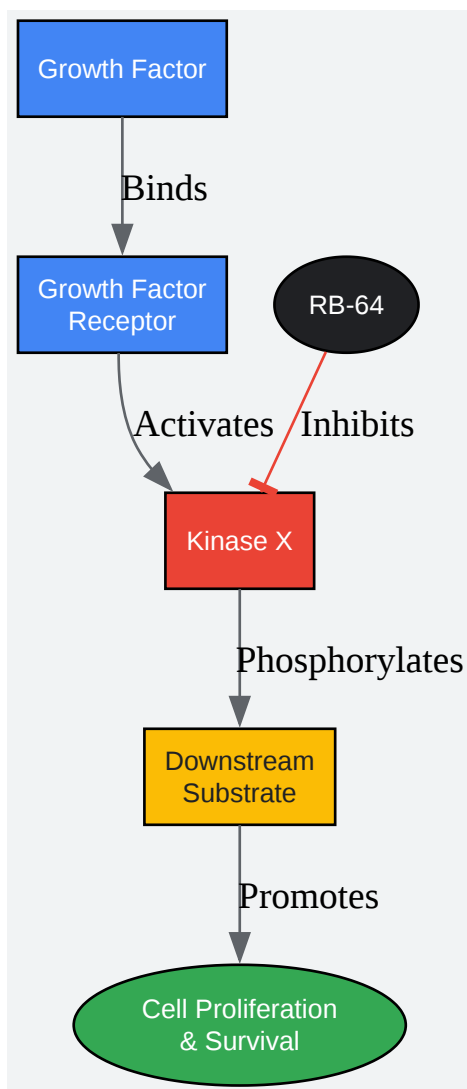 Growth Factor
Binds
Growth Factor
Receptor
RB-64
Activates
Inhibits
Kinase X
Phosphorylates
Downstream
Substrate
Promotes
Cell Proliferation
& Survival